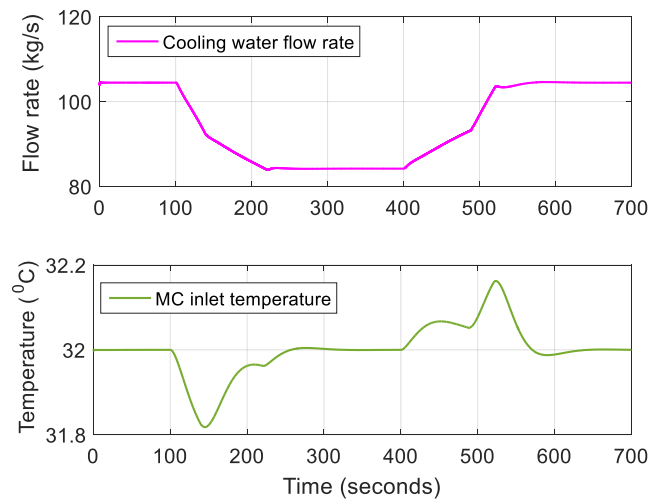 120
100
80
Flow rate (kg/s)
Cooling water flow rate
0 100 200 300 400 500 600 700
32.2
32
31.8
Temperature (⁰C)
MC inlet temperature
0 100 200 300 400 500 600 700
Time (seconds)